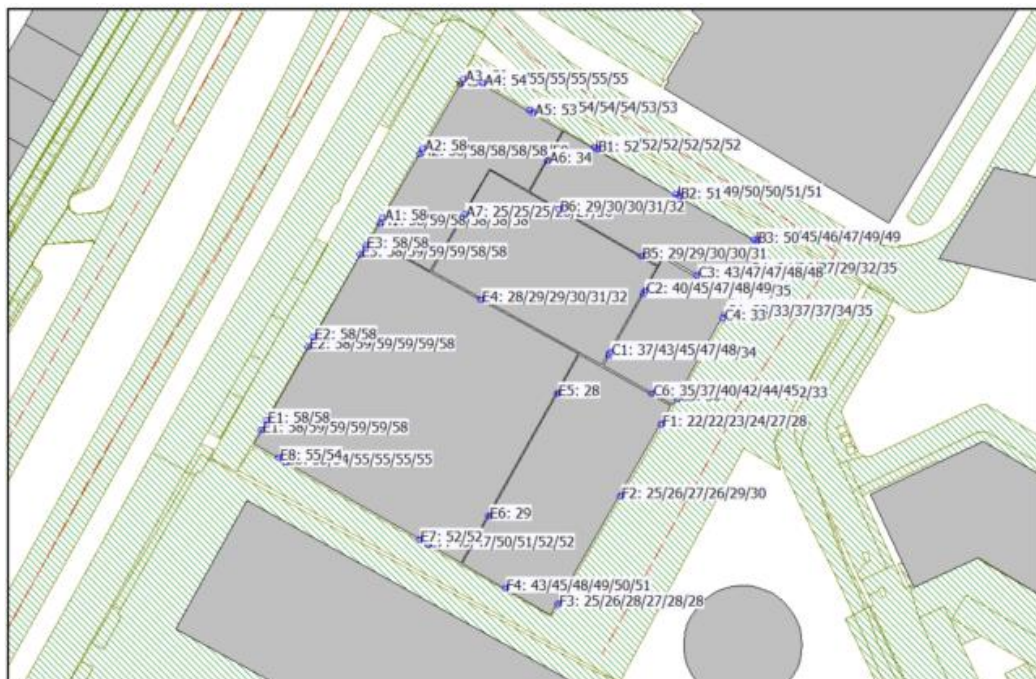 A4: 54
55/55/55/55/55
A5: 53
54/54/54/53/53
B1: 52
52/52/52/52/52
A2: 58
58/58/58/58
A6: 34
B2: 51
49/50/50/51/51
A7: 25/25/25
B6: 29/30/30/31/32
A1: 58
B3: 50
45/46/47/49/49
E3: 58/58
58/59/59/59/58/58
B5: 29/29/30/30/31
C3: 43/47/47/48/48
27/29/32/35
C2: 40/45/47/48/49
E4: 28/29/29/30/31/32
C4: 33
33/37/37/34/35
E2: 58/58
E2: 58/59/59/59/59/58
C1: 37/43/45/47/48
E5: 28
C6: 35/37/40/42/44/45
E1: 58/58
58/59/59/59/59/58
F1: 22/22/23/24/27/28
E8: 55/54
55/55/55/55
F2: 25/26/27/26/29/30
E6: 29
E7: 52/52
50/51/52/52
F4: 43/45/48/49/50/51
F3: 25/26/28/27/28/28